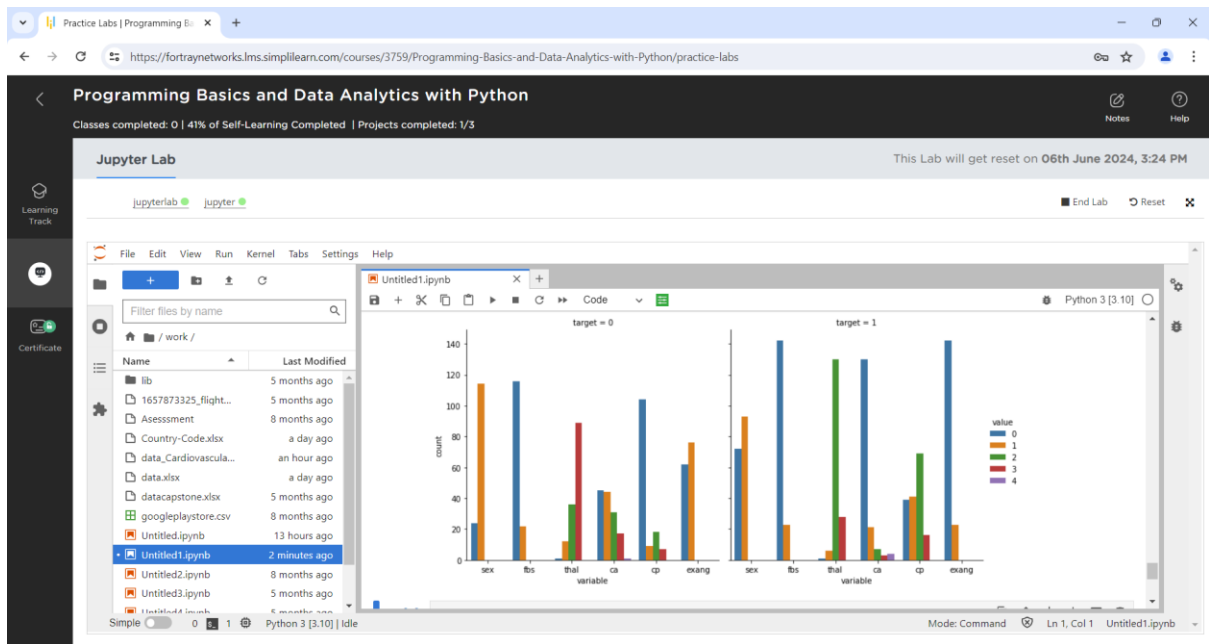 Practice Labs | Programming Ba
https://fortraynetworks.lms.simplilearn.com/courses/3759/Programming-Basics-and-Data-Analytics-with-Python/practice-labs
Programming Basics and Data Analytics with Python
Classes completed: 0 | 41% of Self-Learning Completed | Projects completed: 1/3
Notes
Help
Learning
Track
Certificate
Jupyter Lab
This Lab will get reset on 06th June 2024, 3:24 PM
jupyterlab
jupyter
End Lab
Reset
File Edit View Run Kernel Tabs Settings Help
Filter files by name
/ work /
Name Last Modified
lib 5 months ago
1657873325_flight... 5 months ago
Asesssment 8 months ago
Country-Code.xlsx a day ago
data_Cardiovascula... an hour ago
data.xlsx a day ago
datacapstone.xlsx 5 months ago
googleplaystore.csv 8 months ago
Untitled.ipynb 13 hours ago
Untitled1.ipynb 2 minutes ago
Untitled2.ipynb 8 months ago
Untitled3.ipynb 5 months ago
Untitled4.ipynb 5 months ago
Untitled1.ipynb
Code
Python 3 [3.10]
target = 0
target = 1
140
120
100
80
60
40
20
0
count
sex fbs thal ca cp exang
variable
sex fbs thal ca cp exang
variable
value
0
1
2
3
4
Simple 0 1 Python 3 [3.10] | Idle
Mode: Command Ln 1, Col 1 Untitled1.ipynb